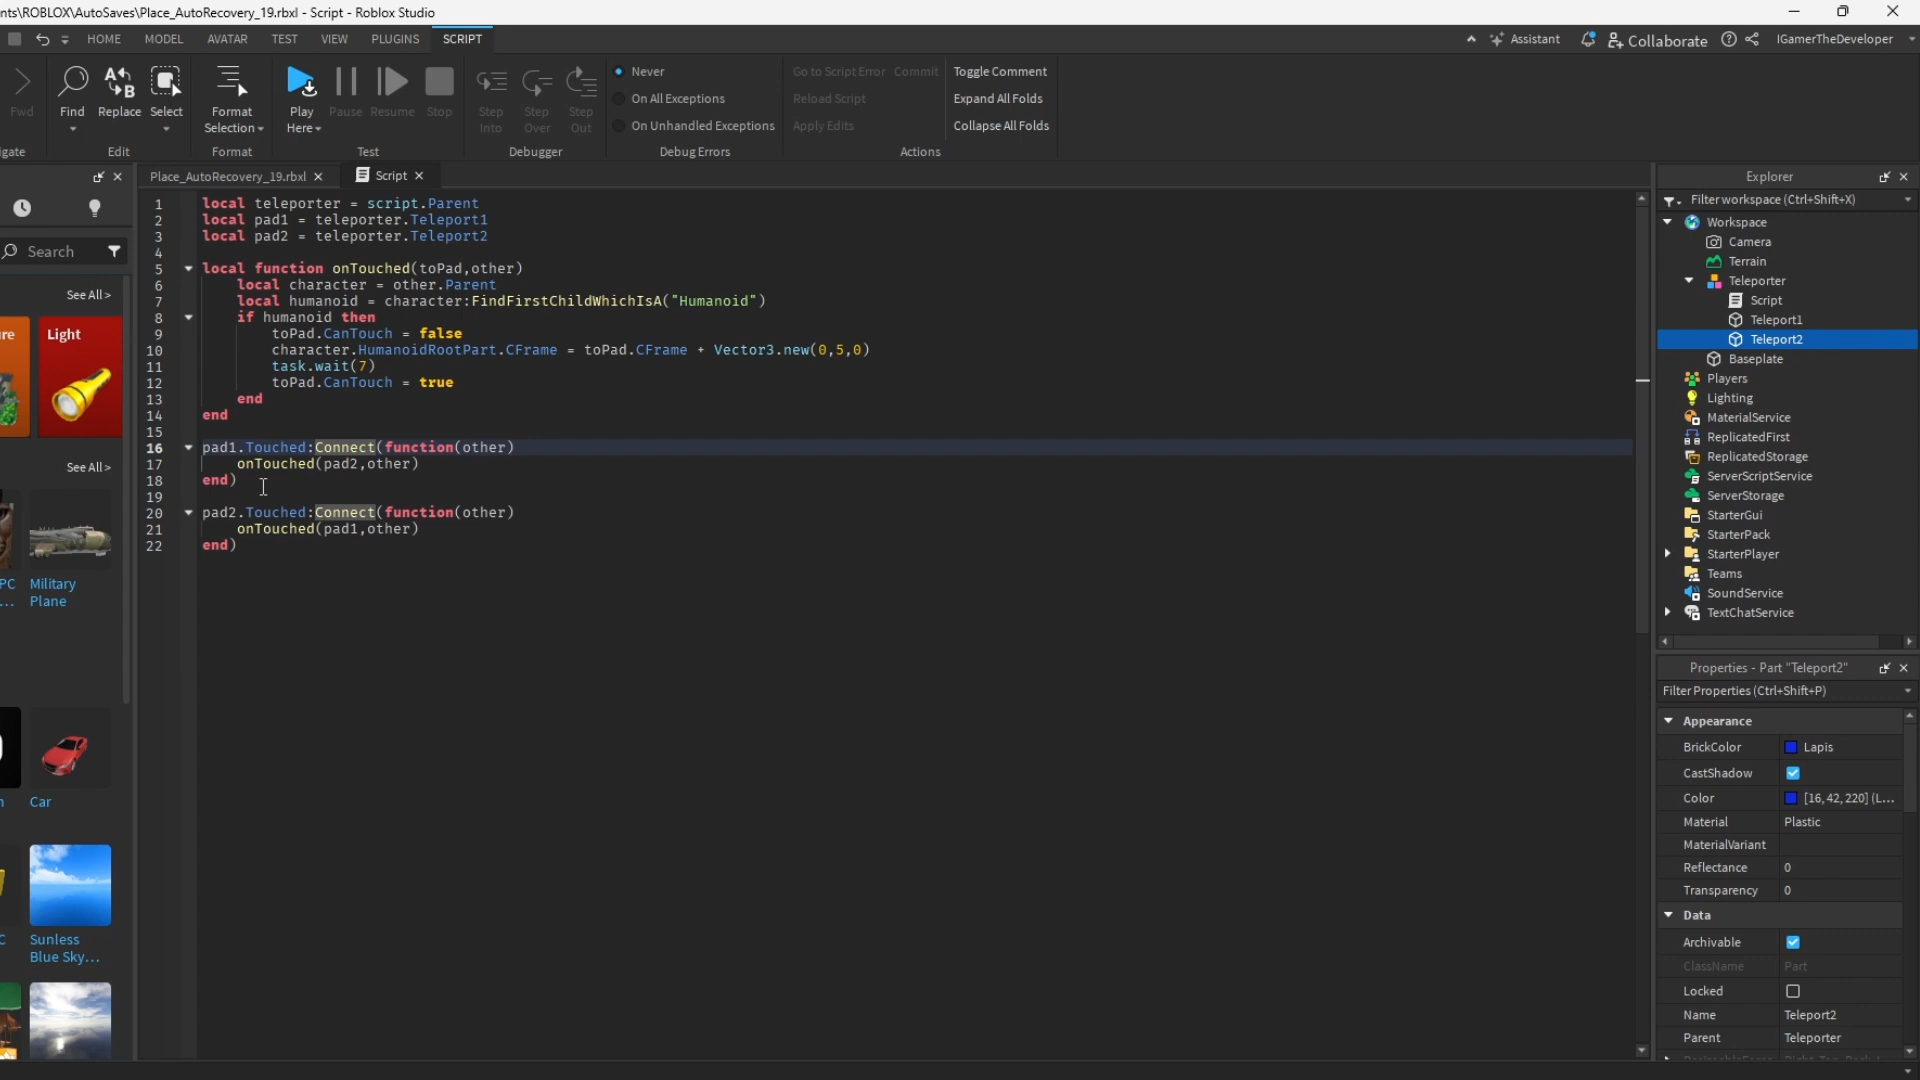 nts\ROBLOX\AutoSaves\Place_AutoRecovery_19.rbxl - Script - Roblox Studio
HOME MODEL AVATAR TEST VIEW PLUGINS SCRIPT
Assistant Collaborate IGamerTheDeveloper
Fwd Find Replace Select Format Selection Play Here Pause Resume Stop Step Into Step Over Step Out
Never
On All Exceptions
On Unhandled Exceptions
Go to Script Error Commit
Reload Script
Apply Edits
Toggle Comment
Expand All Folds
Collapse All Folds
igate Edit Format Test Debugger Debug Errors Actions
Place_AutoRecovery_19.rbxl Script
Search
See All >
re Light
See All >
PC Military
... Plane
n Car
C Sunless
Blue Sky...
1 local teleporter = script.Parent
2 local pad1 = teleporter.Teleport1
3 local pad2 = teleporter.Teleport2
4
5 local function onTouched(toPad,other)
6 local character = other.Parent
7 local humanoid = character:FindFirstChildWhichIsA("Humanoid")
8 if humanoid then
9 toPad.CanTouch = false
10 character.HumanoidRootPart.CFrame = toPad.CFrame + Vector3.new(0,5,0)
11 task.wait(7)
12 toPad.CanTouch = true
13 end
14 end
15
16 pad1.Touched:Connect(function(other)
17 onTouched(pad2,other)
18 end)
19
20 pad2.Touched:Connect(function(other)
21 onTouched(pad1,other)
22 end)
Explorer
Filter workspace (Ctrl+Shift+X)
Workspace
Camera
Terrain
Teleporter
Script
Teleport1
Teleport2
Baseplate
Players
Lighting
MaterialService
ReplicatedFirst
ReplicatedStorage
ServerScriptService
ServerStorage
StarterGui
StarterPack
StarterPlayer
Teams
SoundService
TextChatService
Properties - Part "Teleport2"
Filter Properties (Ctrl+Shift+P)
Appearance
BrickColor Lapis
CastShadow
Color [16, 42, 220] (L...
Material Plastic
MaterialVariant
Reflectance 0
Transparency 0
Data
Archivable
ClassName Part
Locked
Name Teleport2
Parent Teleporter